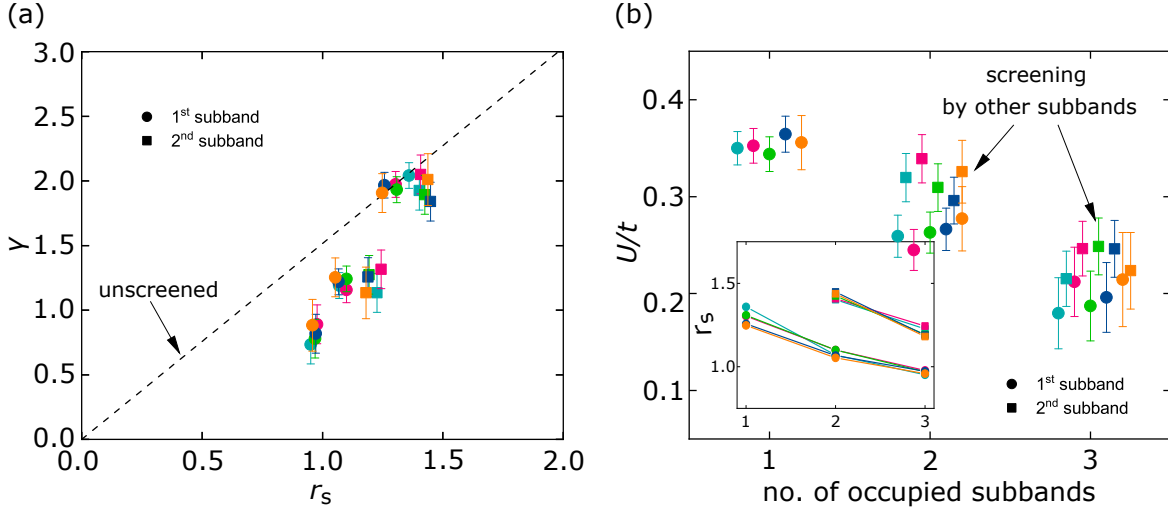 (a)
3.0
2.5
2.0
1.5
1.0
0.5
0.0
γ
1st subband
2nd subband
unscreened
0.0
0.5
1.0
1.5
2.0
rs
(b)
0.4
0.3
0.2
0.1
U/t
screening
by other subbands
1.5
1.0
rs
1
2
3
1st subband
2nd subband
1
2
3
no. of occupied subbands